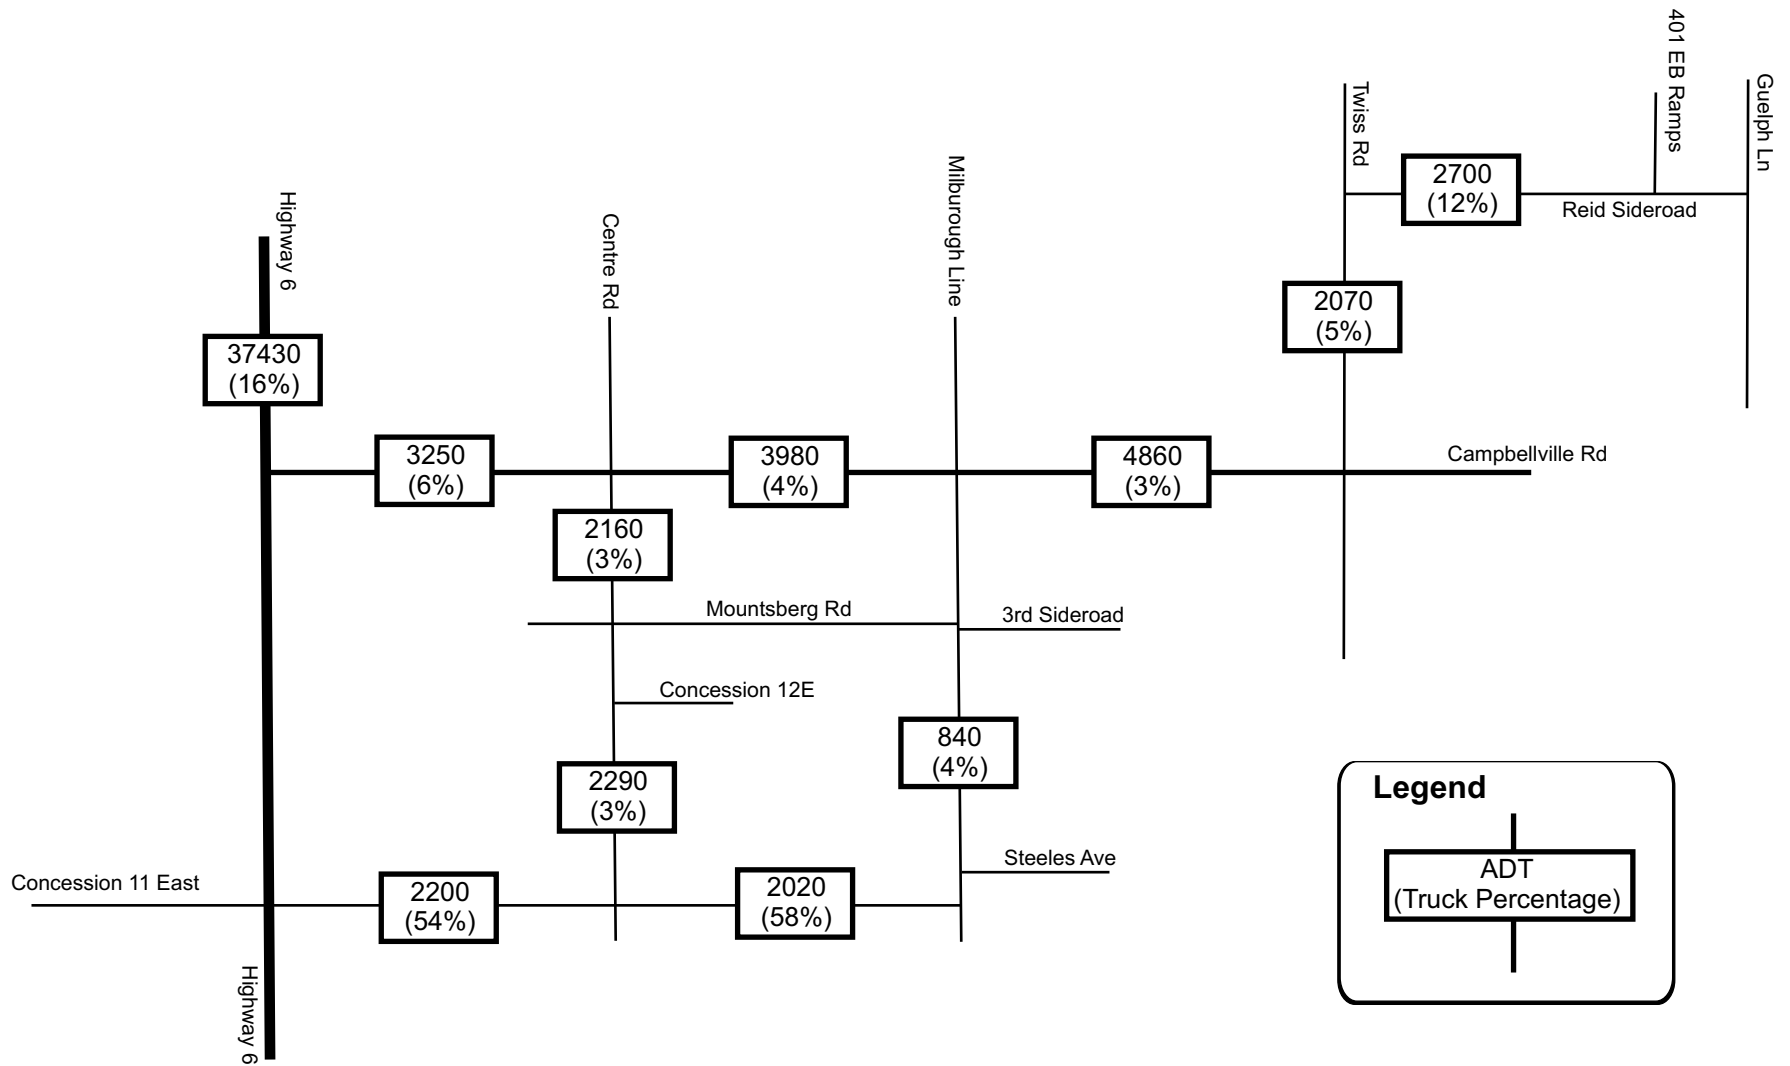 401 EB Ramps
Guelph Ln
Twiss Rd
2700
(12%)
Reid Sideroad
Milburough Line
Highway 6
Centre Rd
2070
(5%)
37430
(16%)
3250
(6%)
3980
(4%)
4860
(3%)
Campbellville Rd
2160
(3%)
Mountsberg Rd
3rd Sideroad
Concession 12E
840
(4%)
2290
(3%)
Steeles Ave
Concession 11 East
2200
(54%)
2020
(58%)
Highway 6
Legend
ADT
(Truck Percentage)